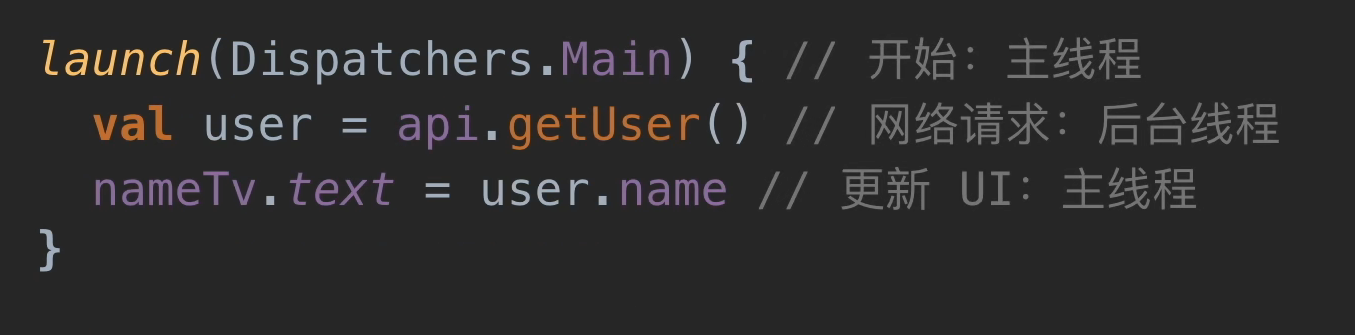 launch(Dispatchers.Main) { // 开始：主线程
  val user = api.getUser() // 网络请求：后台线程
  nameTv.text = user.name // 更新 UI：主线程
}